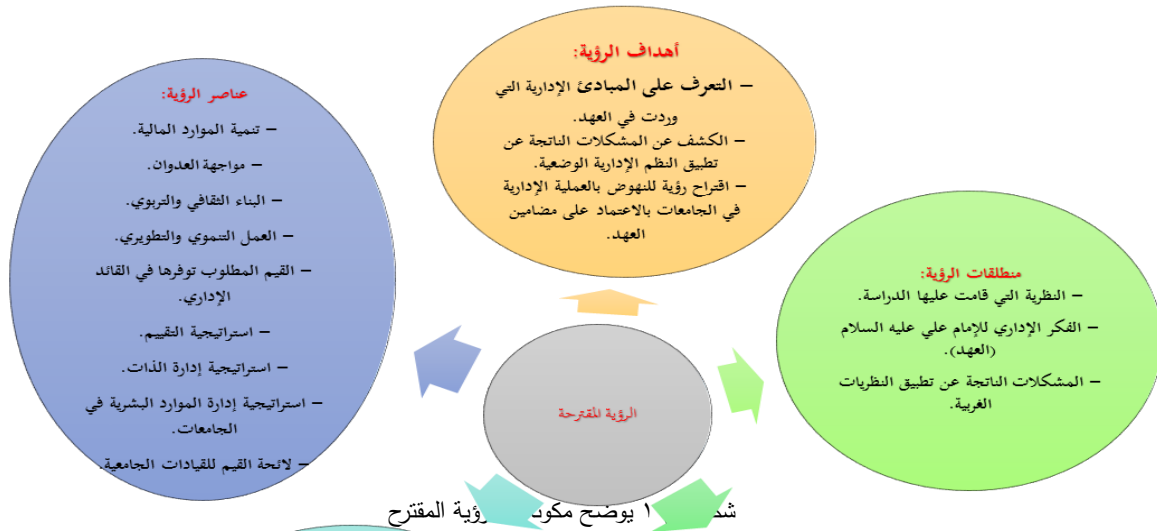 أهداف الرؤية:
– التعرف على المبادئ الإدارية التي
وردت في العهد.
– الكشف عن المشكلات الناتجة عن
تطبيق النظم الإدارية الوضعية.
– اقتراح رؤية للنهوض بالعملية الإدارية
في الجامعات بالاعتماد على مضامين
العهد.
منطلقات الرؤية:
– النظرية التي قامت عليها الدراسة.
– الفكر الإداري للإمام علي عليه السلام
(العهد).
– المشكلات الناتجة عن تطبيق النظريات
الغربية.
عناصر الرؤية:
– تنمية الموارد المالية.
– مواجهة العدوان.
– البناء الثقافي والتربوي.
– العمل التنموي والتطويري.
– القيم المطلوب توفرها في القائد
الإداري.
– استراتيجية التقييم.
– استراتيجية إدارة الذات.
– استراتيجية إدارة الموارد البشرية في
الجامعات.
– لائحة القيم للقيادات الجامعية.
الرؤية المقترحة
١ يوضح المقترح